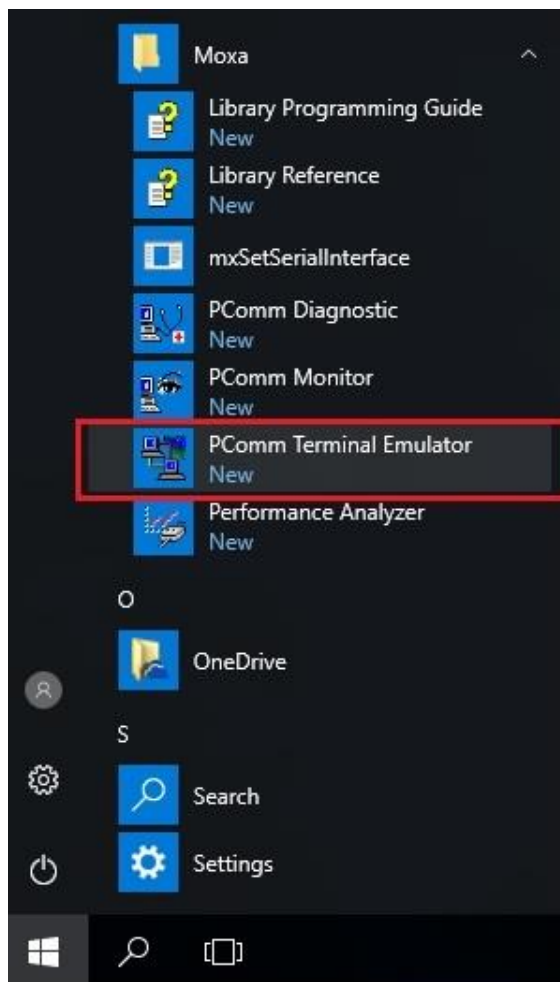 Moxa
Library Programming Guide
New
Library Reference
New
mxSetSerialInterface
PComm Diagnostic
New
PComm Monitor
New
PComm Terminal Emulator
New
Performance Analyzer
New
O
OneDrive
S
Search
Settings